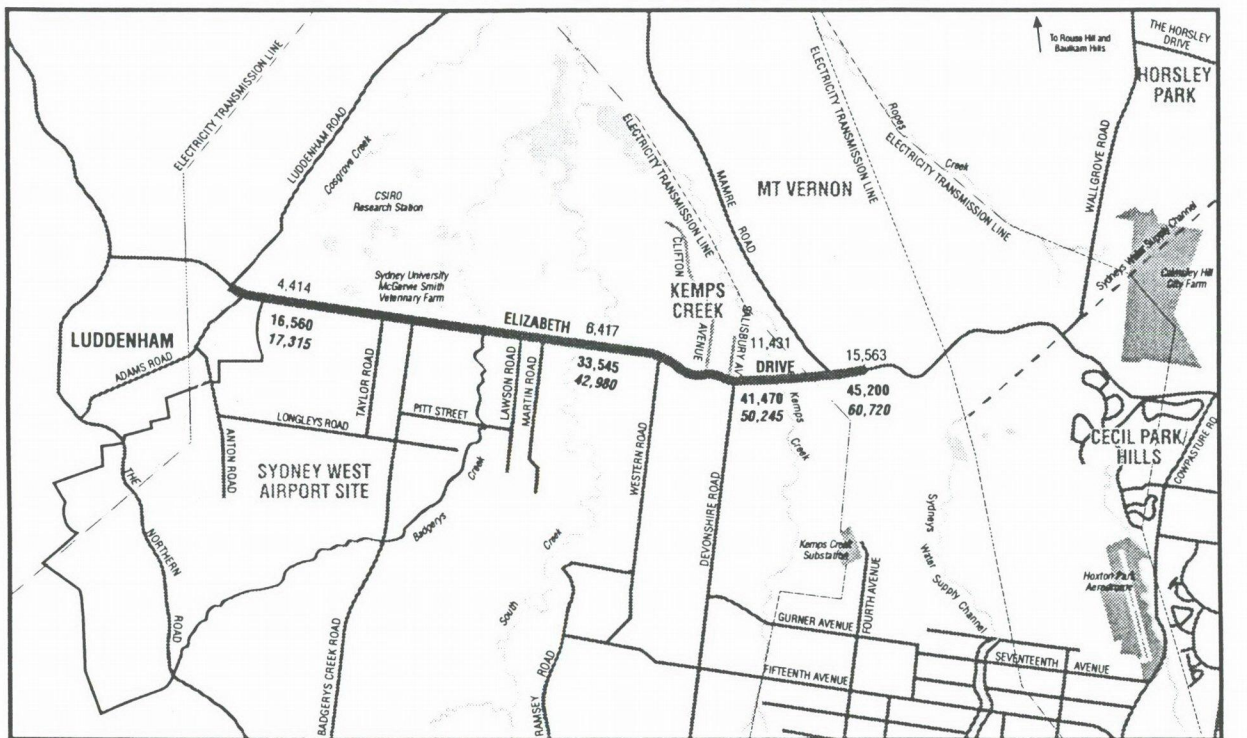 To Rouse Hill and
Baulkam Hills
THE HORSLEY
DRIVE
HORSLEY
PARK
ELECTRICITY TRANSMISSION LINE
LUDDENHAM ROAD
Cosgrove Creek
CSIRO
Research Station
ELECTRICITY TRANSMISSION LINE
MAMRE
ROAD
MT VERNON
ELECTRICITY TRANSMISSION LINE
Ropes
Creek
ELECTRICITY TRANSMISSION LINE
WALLGROVE ROAD
Sydneys Water Supply Channel
Calmsley Hill
City Farm
Sydney University
McGarvie Smith
Veterinary Farm
CLIFTON
AVENUE
KEMPS
CREEK
SALISBURY AV
4,414
16,560
17,315
ELIZABETH
6,417
33,545
42,980
11,431
DRIVE
41,470
50,245
15,563
45,200
60,720
LUDDENHAM
ADAMS ROAD
TAYLOR ROAD
LAWSON ROAD
MARTIN ROAD
PITT STREET
LONGLEYS ROAD
ANTON ROAD
SYDNEY WEST
AIRPORT SITE
THE
NORTHERN
ROAD
Badgerys
Creek
BADGERYS CREEK ROAD
South
Creek
RAMSEY
ROAD
WESTERN ROAD
DEVONSHIRE ROAD
Kemps
Creek
Kemps Creek
Substation
FOURTH AVENUE
GURNER AVENUE
FIFTEENTH AVENUE
SEVENTEENTH
AVENUE
Sydneys
Water Supply Channel
CECIL PARK/
HILLS
COWPASTURE RD
Hoxton Park
Aerodrome